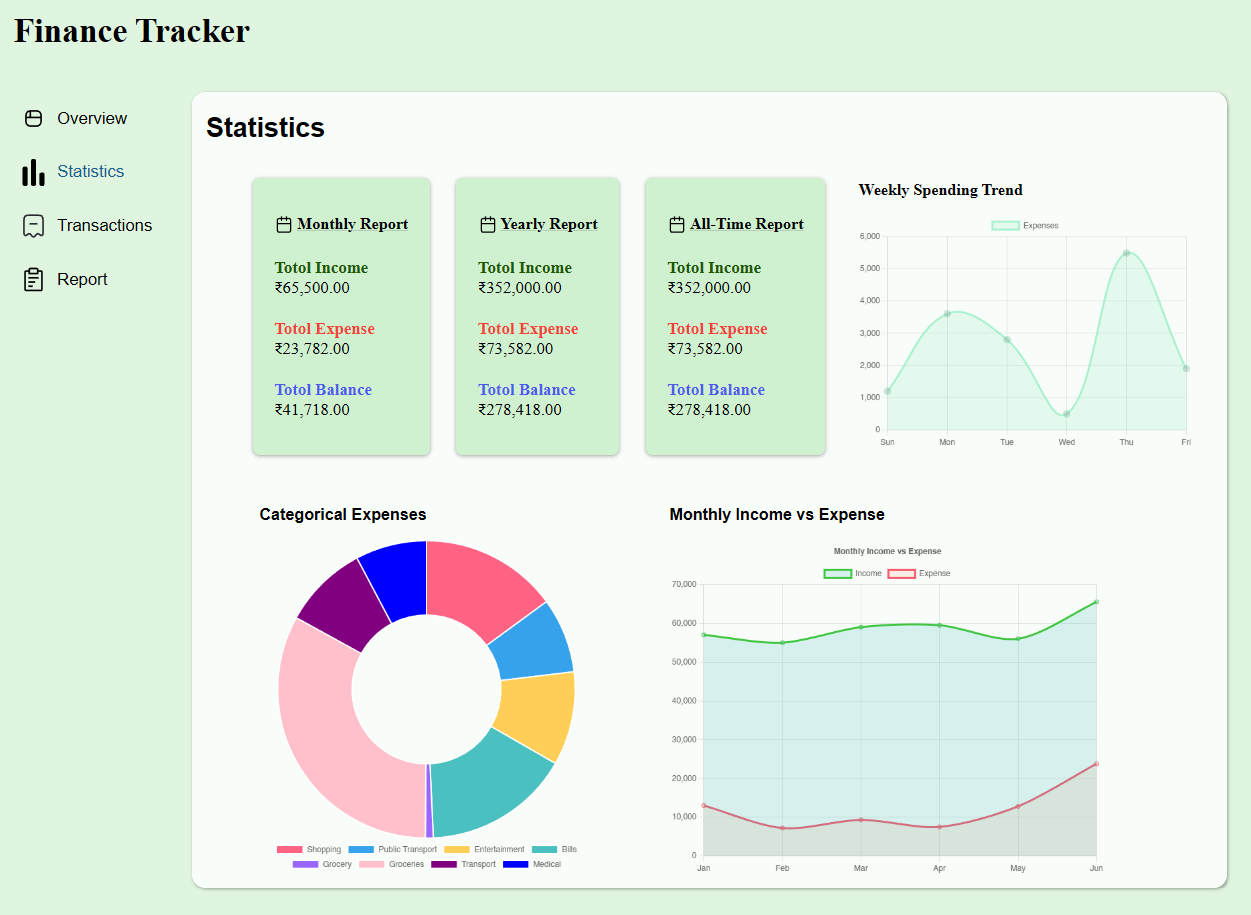 Finance Tracker
Overview
Statistics
Transactions
Report
Statistics
Monthly Report
Totol Income
₹65,500.00
Totol Expense
₹23,782.00
Totol Balance
₹41,718.00
Yearly Report
Totol Income
₹352,000.00
Totol Expense
₹73,582.00
Totol Balance
₹278,418.00
All-Time Report
Totol Income
₹352,000.00
Totol Expense
₹73,582.00
Totol Balance
₹278,418.00
Weekly Spending Trend
Expenses
6,000
5,000
4,000
3,000
2,000
1,000
0
Sun Mon Tue Wed Thu Fri
Categorical Expenses
Shopping Public Transport Entertainment Bills
Grocery Groceries Transport Medical
Monthly Income vs Expense
Monthly Income vs Expense
Income Expense
70,000
60,000
50,000
40,000
30,000
20,000
10,000
0
Jan Feb Mar Apr May Jun